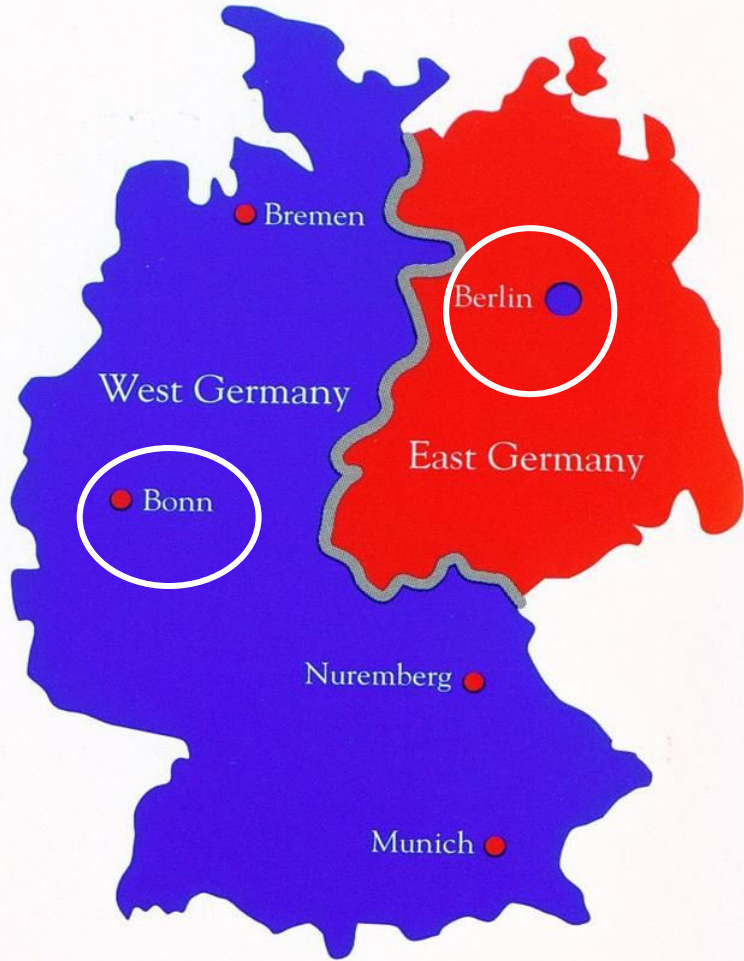 Bremen
Berlin
West Germany
East Germany
Bonn
Nuremberg
Munich